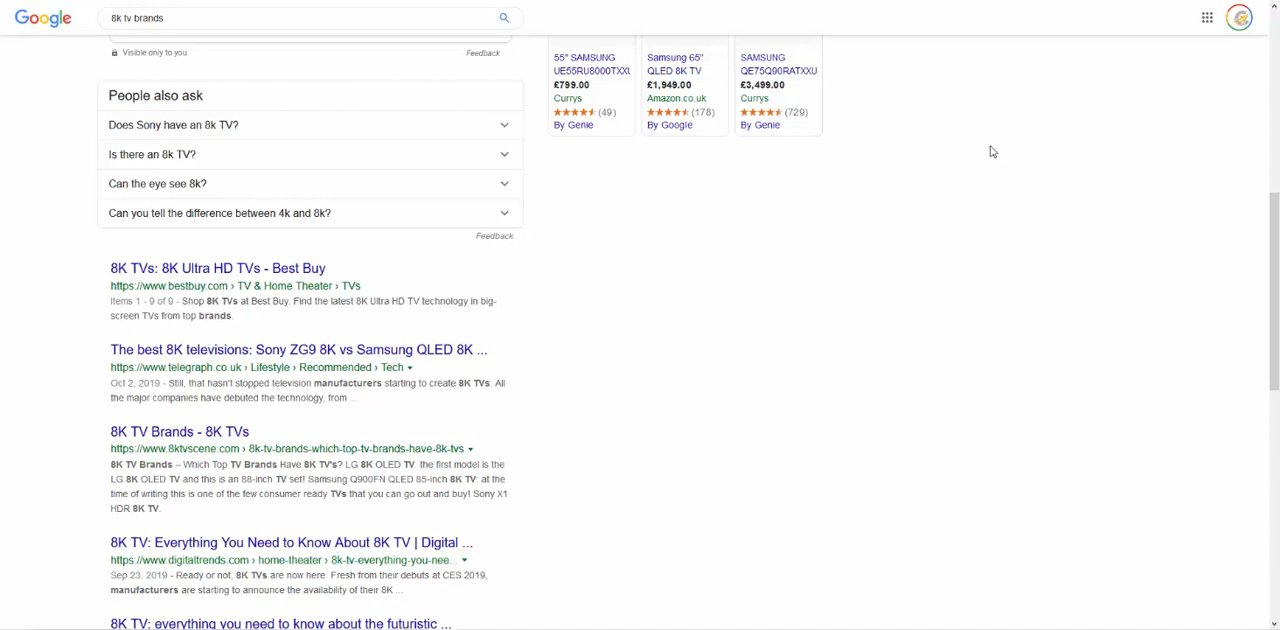 Google
8k tv brands
Visible only to you
Feedback
55" SAMSUNG
UE55RU8000TXXU
£799.00
Currys
(49)
By Genie
Samsung 65"
QLED 8K TV
£1,949.00
Amazon.co.uk
(178)
By Google
SAMSUNG
QE75Q90RATXXU
£3,499.00
Currys
(729)
By Genie
People also ask
Does Sony have an 8k TV?
Is there an 8k TV?
Can the eye see 8k?
Can you tell the difference between 4k and 8k?
Feedback
8K TVs: 8K Ultra HD TVs - Best Buy
https://www.bestbuy.com › TV & Home Theater › TVs
Items 1 - 9 of 9 - Shop 8K TVs at Best Buy. Find the latest 8K Ultra HD TV technology in big-
screen TVs from top brands.
The best 8K televisions: Sony ZG9 8K vs Samsung QLED 8K ...
https://www.telegraph.co.uk › Lifestyle › Recommended › Tech
Oct 2, 2019 - Still, that hasn't stopped television manufacturers starting to create 8K TVs. All
the major companies have debuted the technology, from ...
8K TV Brands - 8K TVs
https://www.8ktvscene.com › 8k-tv-brands-which-top-tv-brands-have-8k-tvs
8K TV Brands – Which Top TV Brands Have 8K TV's? LG 8K OLED TV. the first model is the
LG 8K OLED TV and this is an 88-inch TV set! Samsung Q900FN QLED 85-inch 8K TV: at the
time of writing this is one of the few consumer ready TVs that you can go out and buy! Sony X1
HDR 8K TV.
8K TV: Everything You Need to Know About 8K TV | Digital ...
https://www.digitaltrends.com › home-theater › 8k-tv-everything-you-nee...
Sep 23, 2019 - Ready or not, 8K TVs are now here. Fresh from their debuts at CES 2019,
manufacturers are starting to announce the availability of their 8K ...
8K TV: everything you need to know about the futuristic ...